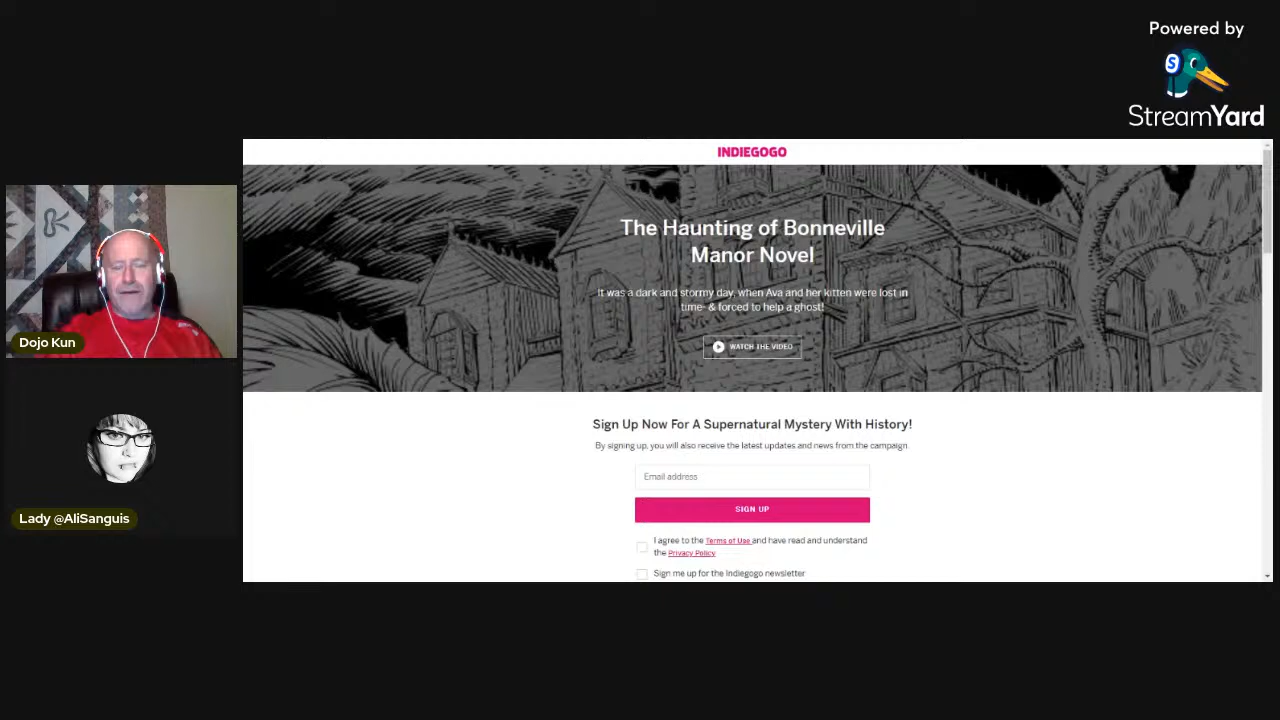 Powered by
StreamYard
INDIEGOGO
The Haunting of Bonneville
Manor Novel
It was a dark and stormy day, when Ava and her kitten were lost in
time- & forced to help a ghost!
WATCH THE VIDEO
Dojo Kun
Lady @AliSanguis
Sign Up Now For A Supernatural Mystery With History!
By signing up, you will also receive the latest updates and news from the campaign.
Email address
SIGN UP
I agree to the Terms of Use and have read and understand
the Privacy Policy
Sign me up for the Indiegogo newsletter